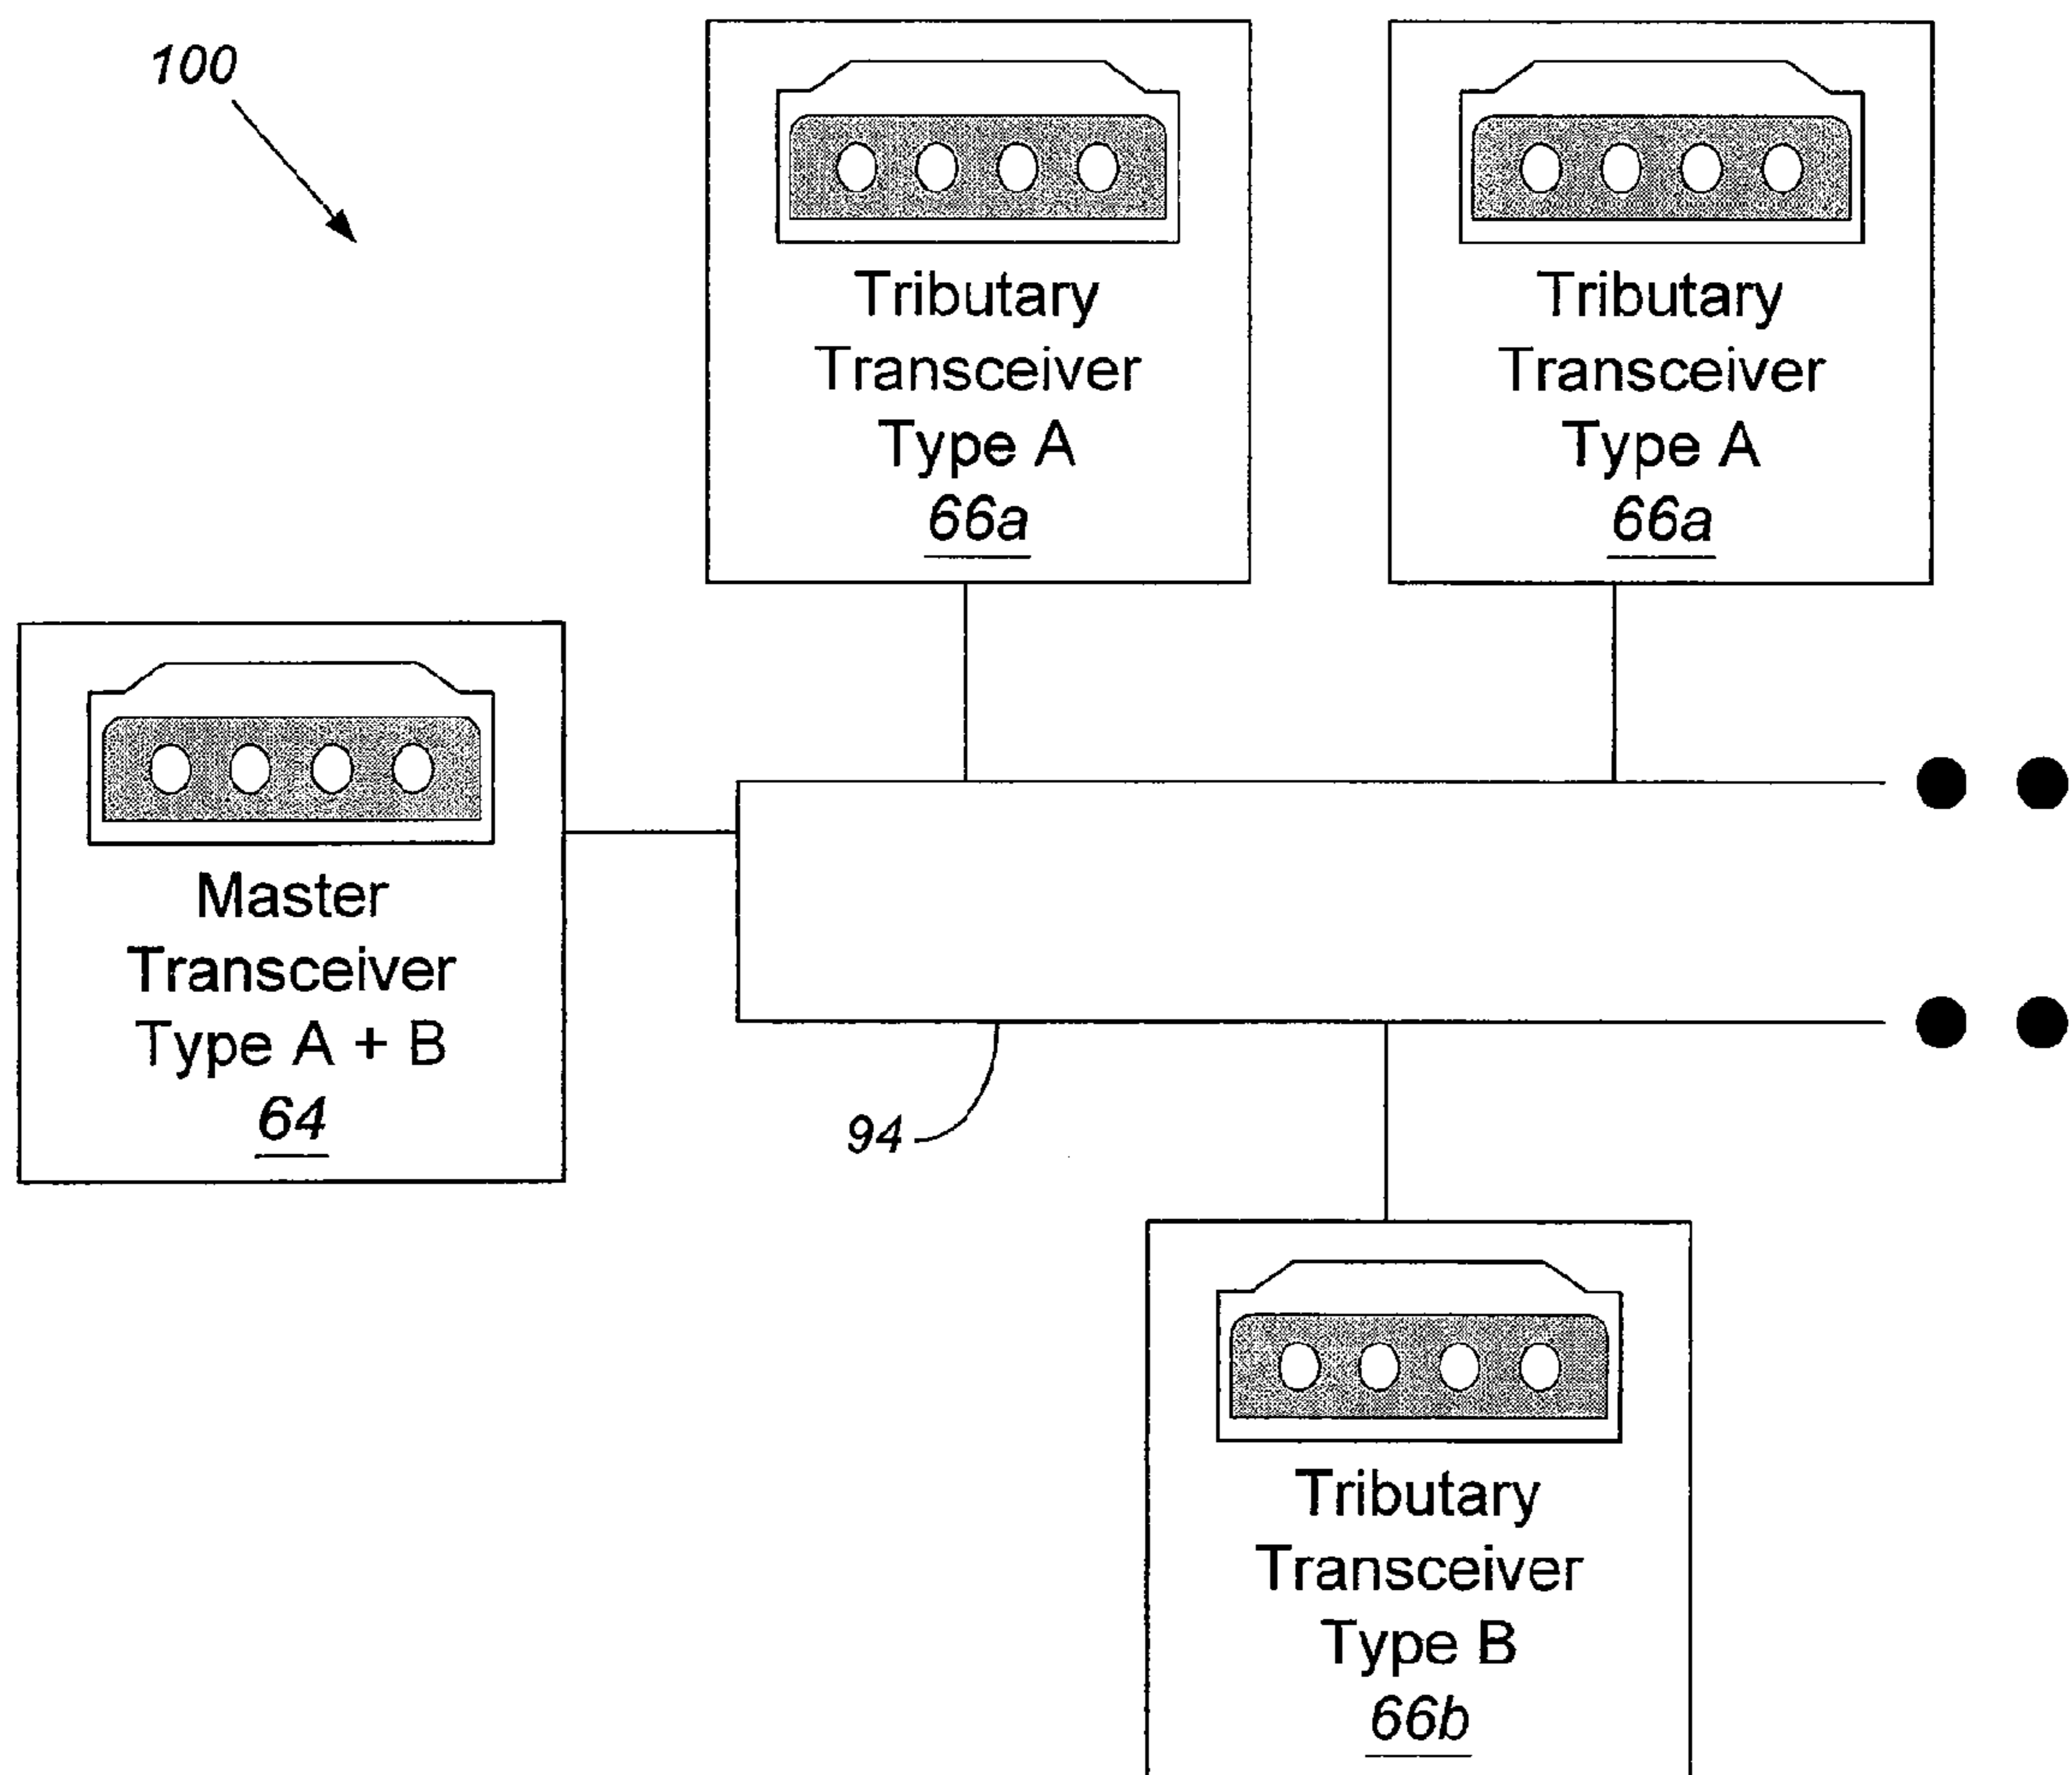 100
Tributary
Transceiver
Type A
66a
Tributary
Transceiver
Type A
66a
Master
Transceiver
Type A + B
64
94
Tributary
Transceiver
Type B
66b